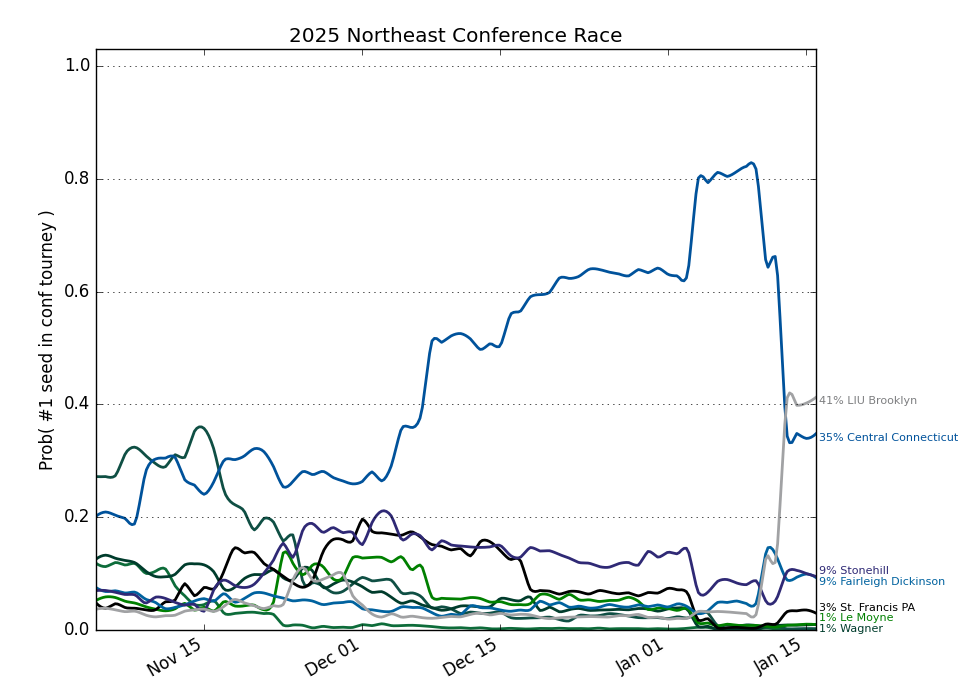 2025 Northeast Conference Race
Prob( #1 seed in conf tourney )
1.0
0.8
0.6
0.4
0.2
0.0
41% LIU Brooklyn
35% Central Connecticut
9% Stonehill
9% Fairleigh Dickinson
3% St. Francis PA
1% Le Moyne
1% Wagner
Nov 15
Dec 01
Dec 15
Jan 01
Jan 15